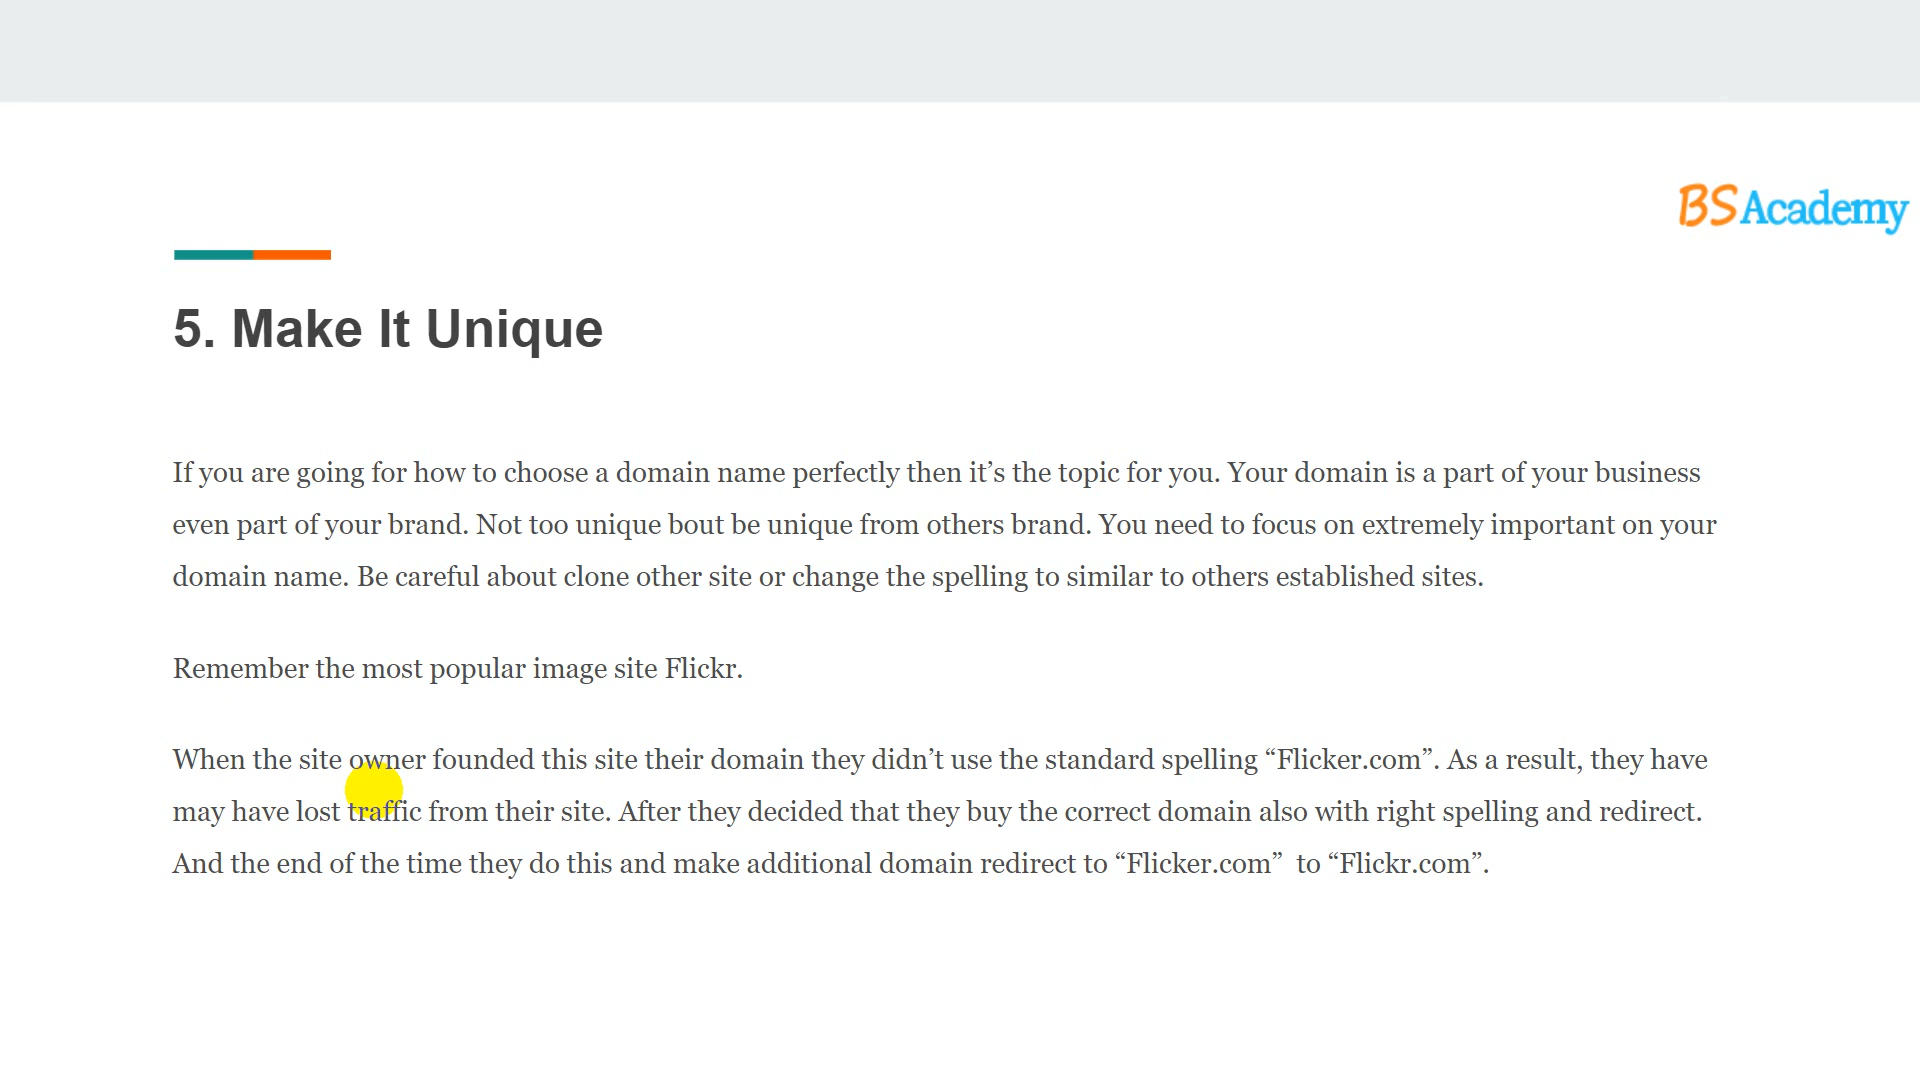 BS Academy
5. Make It Unique
If you are going for how to choose a domain name perfectly then it’s the topic for you. Your domain is a part of your business
even part of your brand. Not too unique bout be unique from others brand. You need to focus on extremely important on your
domain name. Be careful about clone other site or change the spelling to similar to others established sites.
Remember the most popular image site Flickr.
When the site owner founded this site their domain they didn’t use the standard spelling “Flicker.com”. As a result, they have
may have lost traffic from their site. After they decided that they buy the correct domain also with right spelling and redirect.
And the end of the time they do this and make additional domain redirect to “Flicker.com”  to “Flickr.com”.